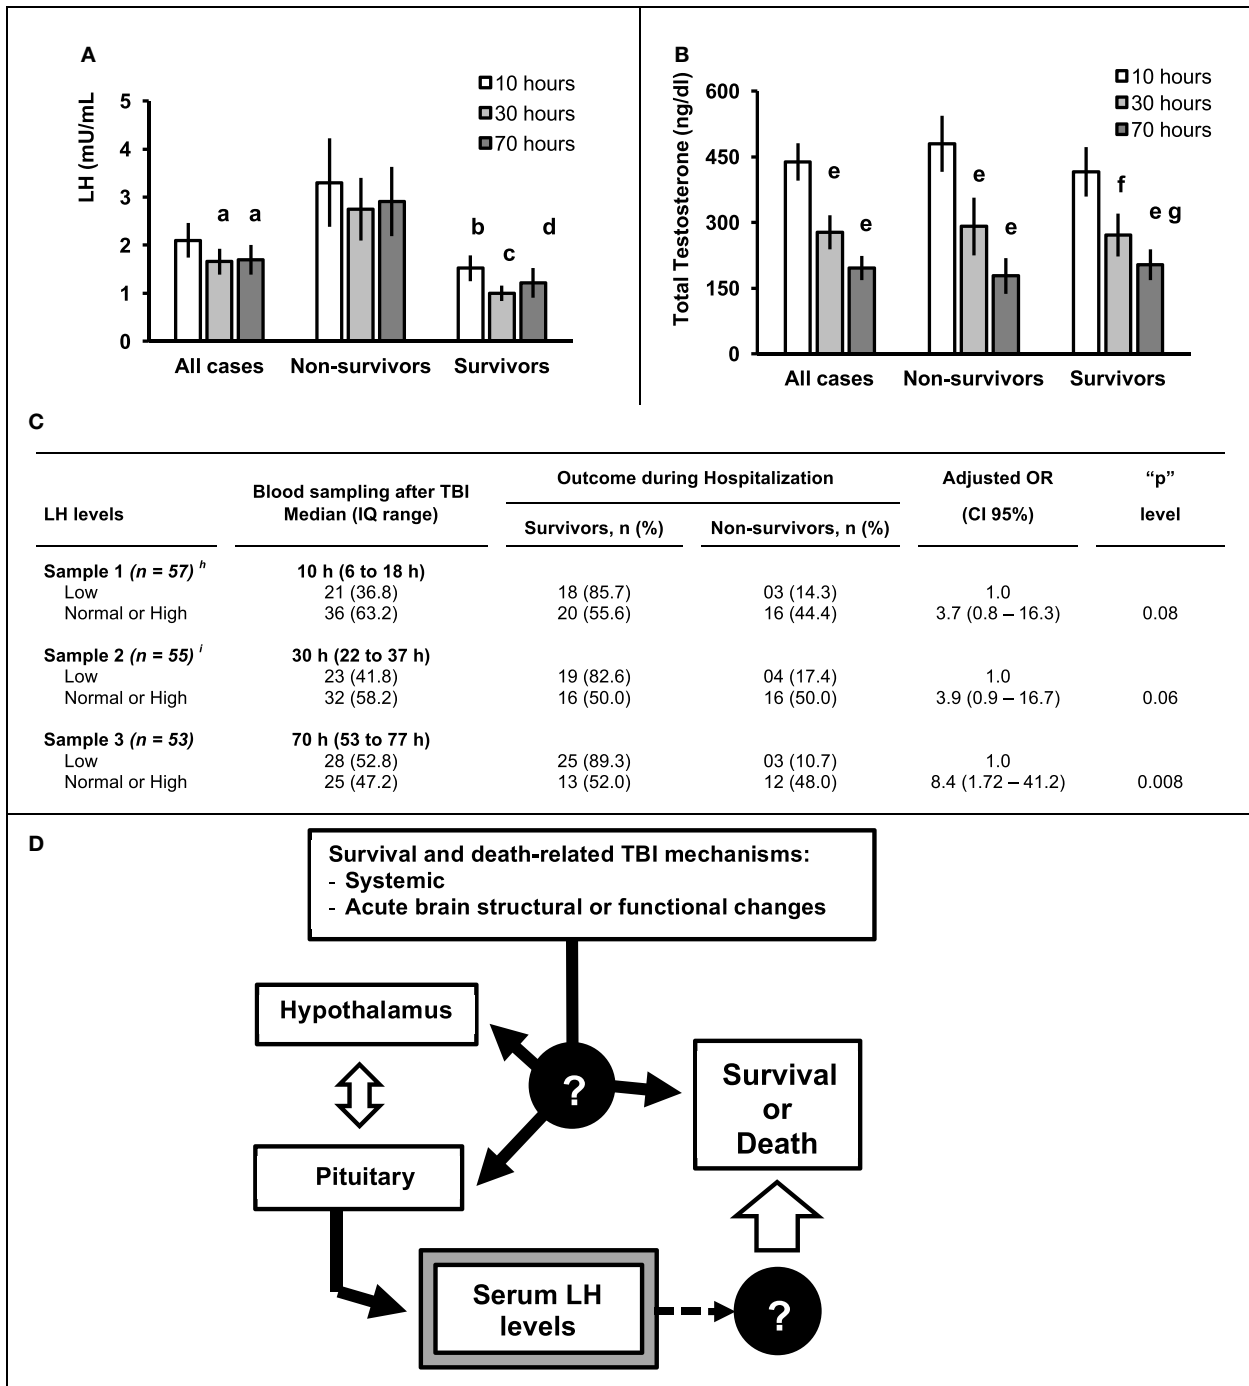 A
LH (mU/mL
10 hours
30 hours
70 hours
5
4
3
2
1
0
a a
b
c
d
All cases Non-survivors Survivors
B
Total Testosterone (ng/dl)
10 hours
30 hours
70 hours
600
450
300
150
0
e
e
e
e
f
e g
All cases Non-survivors Survivors
C
LH levels
Blood sampling after TBI
Median (IQ range)
Outcome during Hospitalization
Survivors, n (%) Non-survivors, n (%)
Adjusted OR
(CI 95%)
“p”
level
Sample 1 (n = 57) h 10 h (6 to 18 h)
Low 21 (36.8) 18 (85.7) 03 (14.3) 1.0
Normal or High 36 (63.2) 20 (55.6) 16 (44.4) 3.7 (0.8 – 16.3) 0.08
Sample 2 (n = 55) i 30 h (22 to 37 h)
Low 23 (41.8) 19 (82.6) 04 (17.4) 1.0
Normal or High 32 (58.2) 16 (50.0) 16 (50.0) 3.9 (0.9 – 16.7) 0.06
Sample 3 (n = 53) 70 h (53 to 77 h)
Low 28 (52.8) 25 (89.3) 03 (10.7) 1.0
Normal or High 25 (47.2) 13 (52.0) 12 (48.0) 8.4 (1.72 – 41.2) 0.008
D
Survival and death-related TBI mechanisms:
- Systemic
- Acute brain structural or functional changes
Hypothalamus
?
Survival
or
Death
Pituitary
Serum LH
levels
?